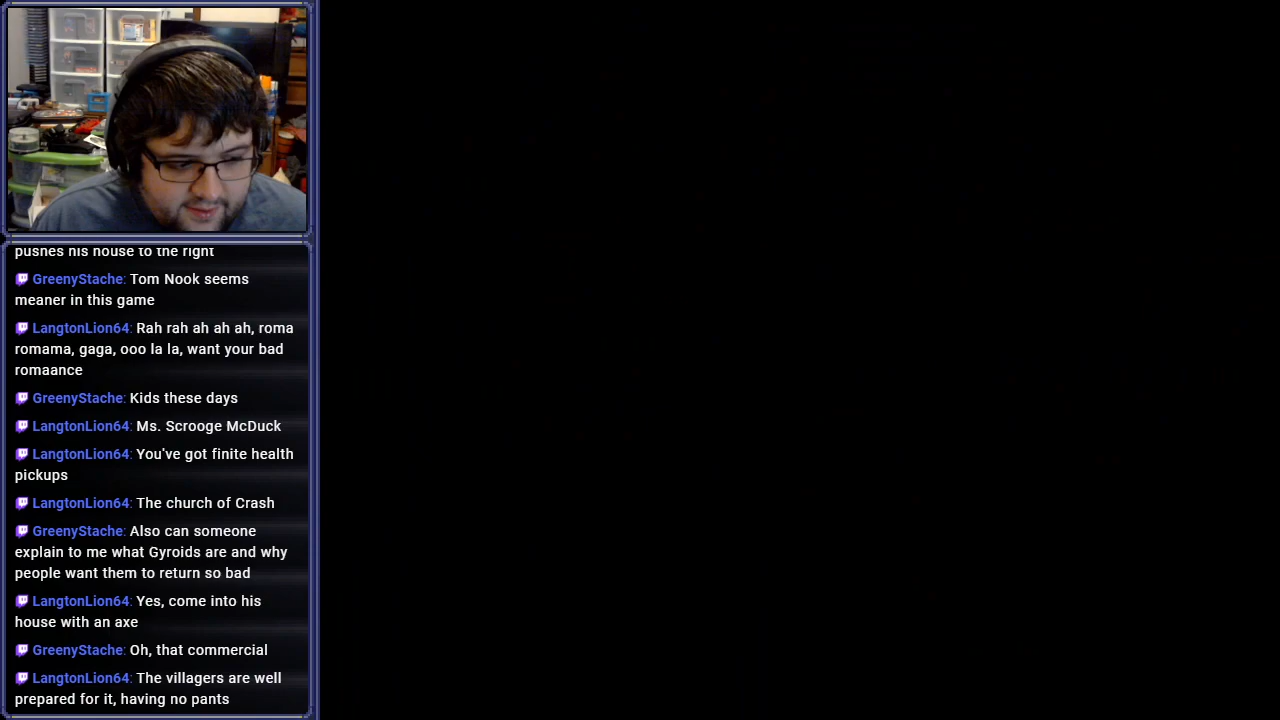 pushes his house to the right
GreenyStache: Tom Nook seems
meaner in this game
LangtonLion64: Rah rah ah ah ah, roma
romama, gaga, ooo la la, want your bad
romaance
GreenyStache: Kids these days
LangtonLion64: Ms. Scrooge McDuck
LangtonLion64: You've got finite health
pickups
LangtonLion64: The church of Crash
GreenyStache: Also can someone
explain to me what Gyroids are and why
people want them to return so bad
LangtonLion64: Yes, come into his
house with an axe
GreenyStache: Oh, that commercial
LangtonLion64: The villagers are well
prepared for it, having no pants